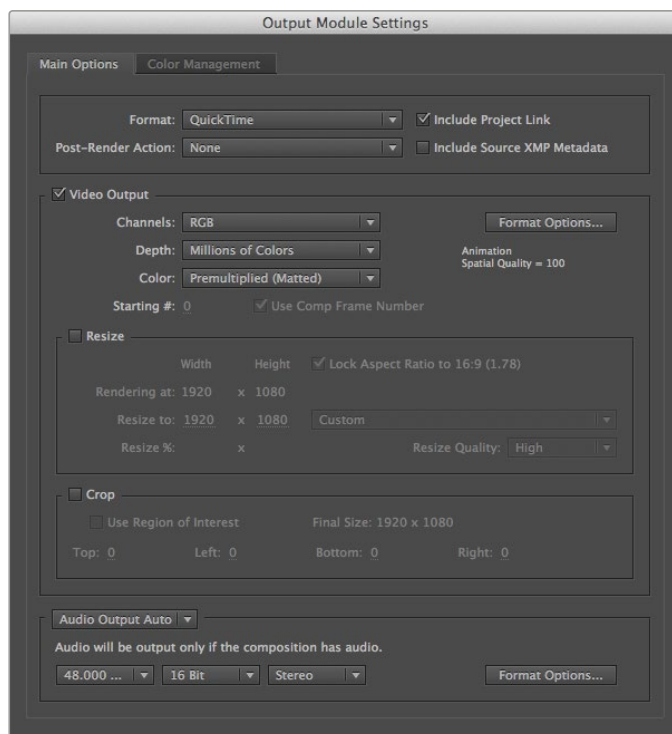 Output Module Settings
Main Options Color Management
Format: QuickTime Include Project Link
Post-Render Action: None Include Source XMP Metadata
Video Output
Channels: RGB Format Options...
Depth: Millions of Colors Animation
Spatial Quality = 100
Color: Premultiplied (Matted)
Starting #: 0 Use Comp Frame Number
Resize
Width Height Lock Aspect Ratio to 16:9 (1.78)
Rendering at: 1920 x 1080
Resize to: 1920 x 1080 Custom
Resize %: x Resize Quality: High
Crop
Use Region of Interest Final Size: 1920 x 1080
Top: 0 Left: 0 Bottom: 0 Right: 0
Audio Output Auto
Audio will be output only if the composition has audio.
48.000 ... 16 Bit Stereo Format Options...